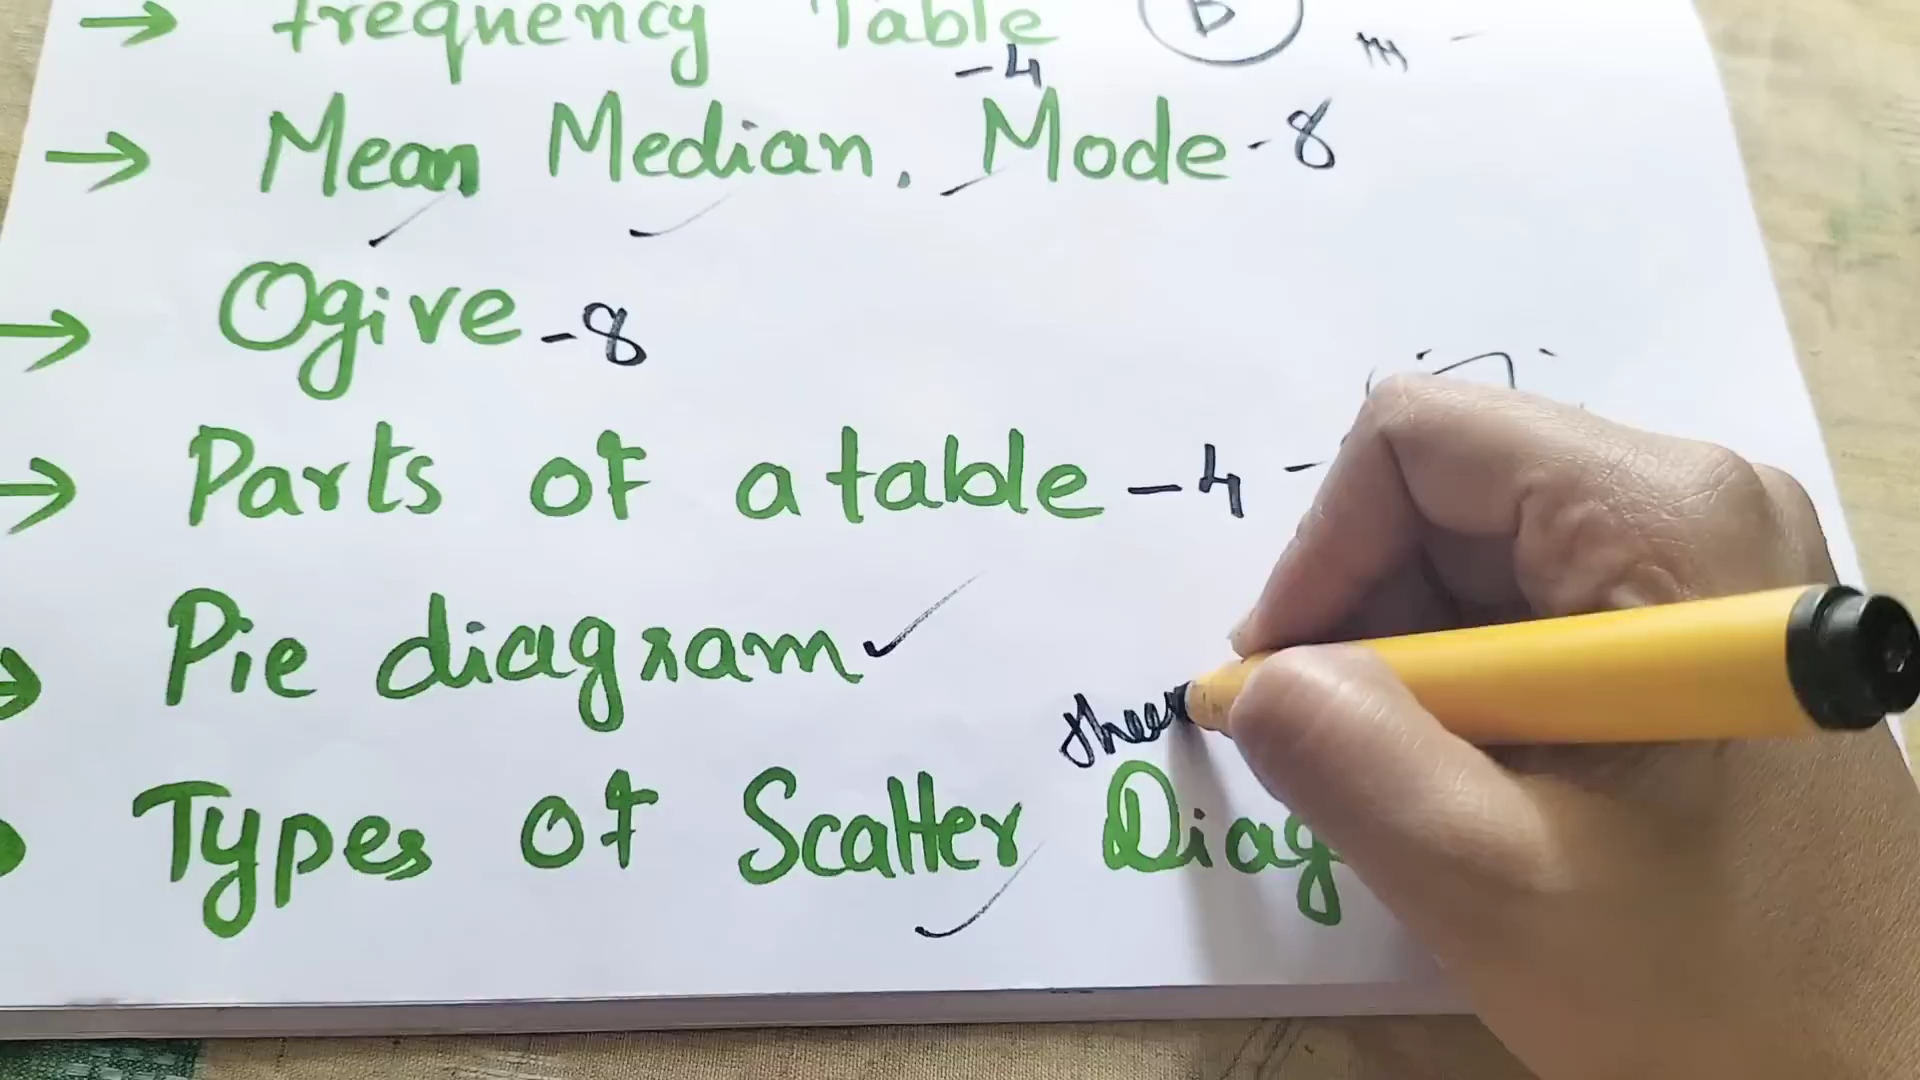 → frequency Table B
-4
→ Mean Median. Mode -8
→ Ogive -8
→ Parts of a table -4 -
→ Pie diagram ✓
Types of Scatter Diag